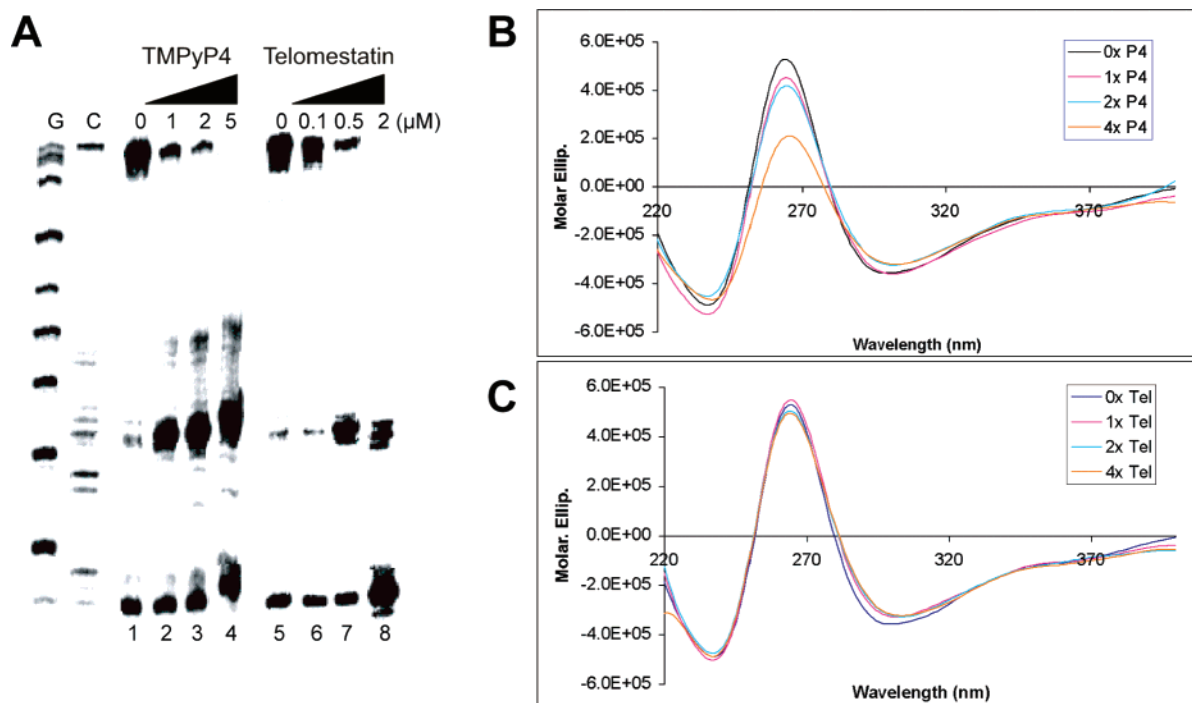 A
TMPyP4 Telomestatin
G C 0 1 2 5 0 0.1 0.5 2 (µM)
1 2 3 4 5 6 7 8
B
6.0E+05
4.0E+05
2.0E+05
0.0E+00
-2.0E+05
-4.0E+05
-6.0E+05
Molar Ellip.
220 270 320 370
Wavelength (nm)
0x P4
1x P4
2x P4
4x P4
C
6.0E+05
4.0E+05
2.0E+05
0.0E+00
-2.0E+05
-4.0E+05
-6.0E+05
Molar. Ellip.
220 270 320 370
Wavelength (nm)
0x Tel
1x Tel
2x Tel
4x Tel